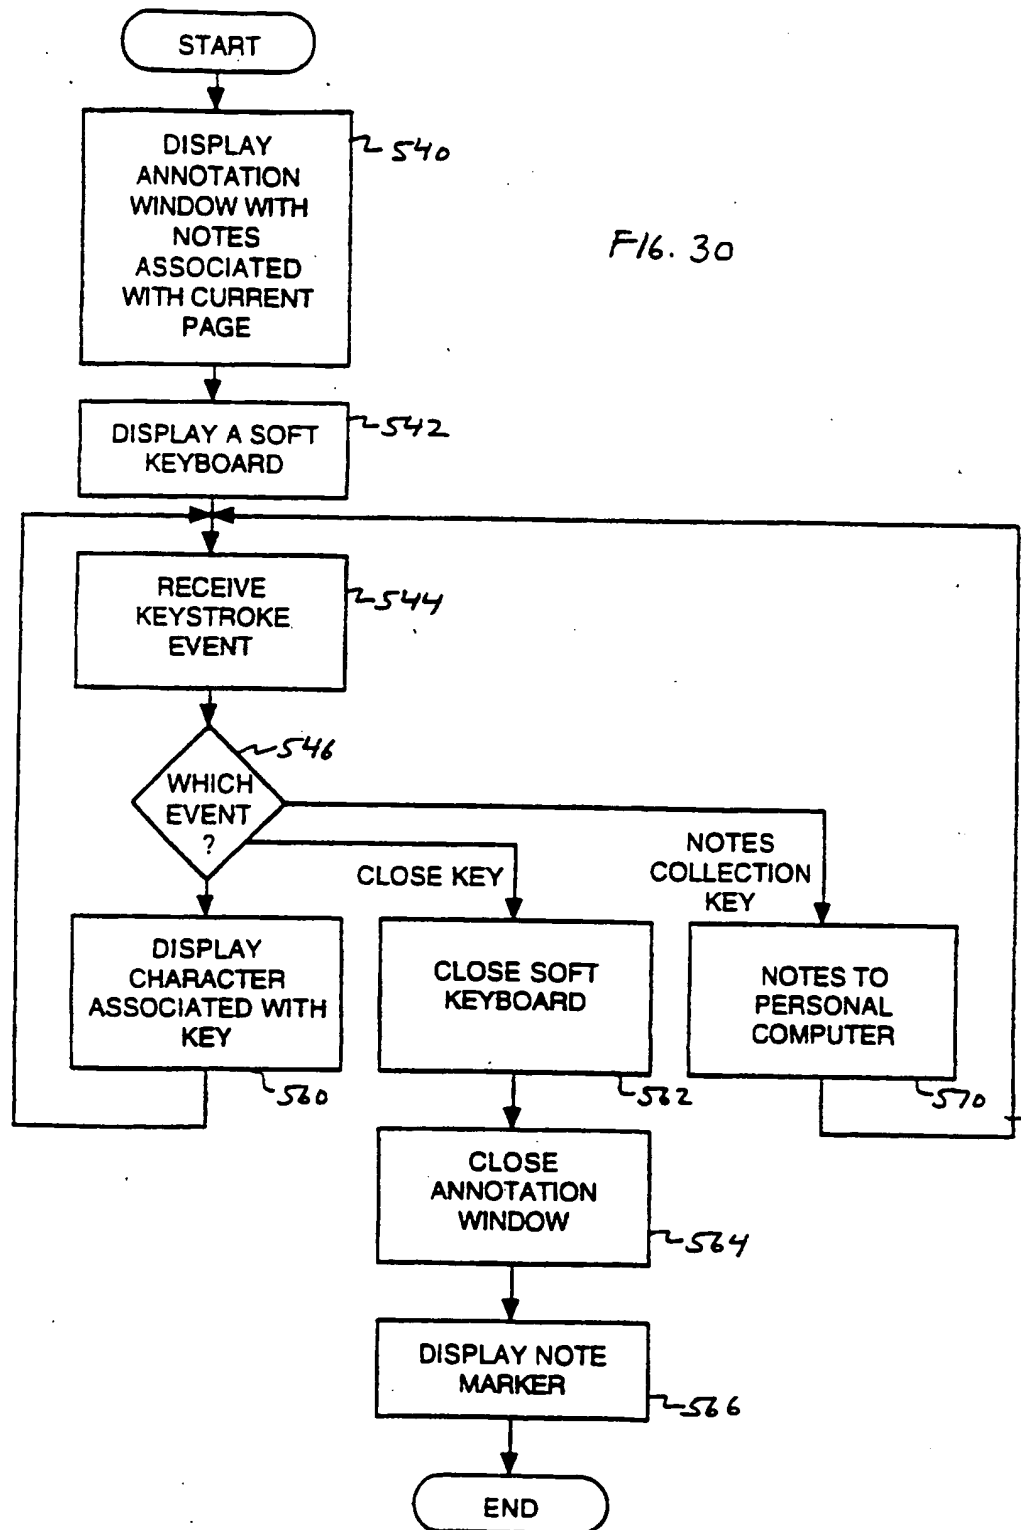 START
DISPLAY
ANNOTATION
WINDOW WITH
NOTES
ASSOCIATED
WITH CURRENT
PAGE
540
FIG. 30
DISPLAY A SOFT
KEYBOARD
542
RECEIVE
KEYSTROKE
EVENT
544
WHICH
EVENT
?
546
CLOSE KEY
NOTES
COLLECTION
KEY
DISPLAY
CHARACTER
ASSOCIATED WITH
KEY
560
CLOSE SOFT
KEYBOARD
562
NOTES TO
PERSONAL
COMPUTER
570
CLOSE
ANNOTATION
WINDOW
564
DISPLAY NOTE
MARKER
566
END